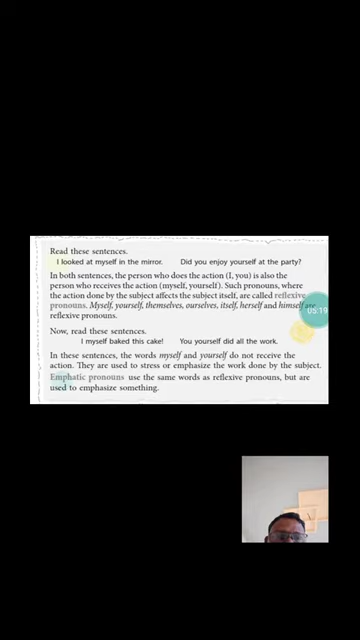 Read these sentences.
I looked at myself in the mirror. Did you enjoy yourself at the party?
In both sentences, the person who does the action (I, you) is also the
person who receives the action (myself, yourself). Such pronouns, where
the action done by the subject affects the subject itself, are called reflexive
pronouns. Myself, yourself, themselves, ourselves, itself, herself and himself are
reflexive pronouns.
05:19
Now, read these sentences.
I myself baked this cake! You yourself did all the work.
In these sentences, the words myself and yourself do not receive the
action. They are used to stress or emphasize the work done by the subject.
Emphatic pronouns use the same words as reflexive pronouns, but are
used to emphasize something.